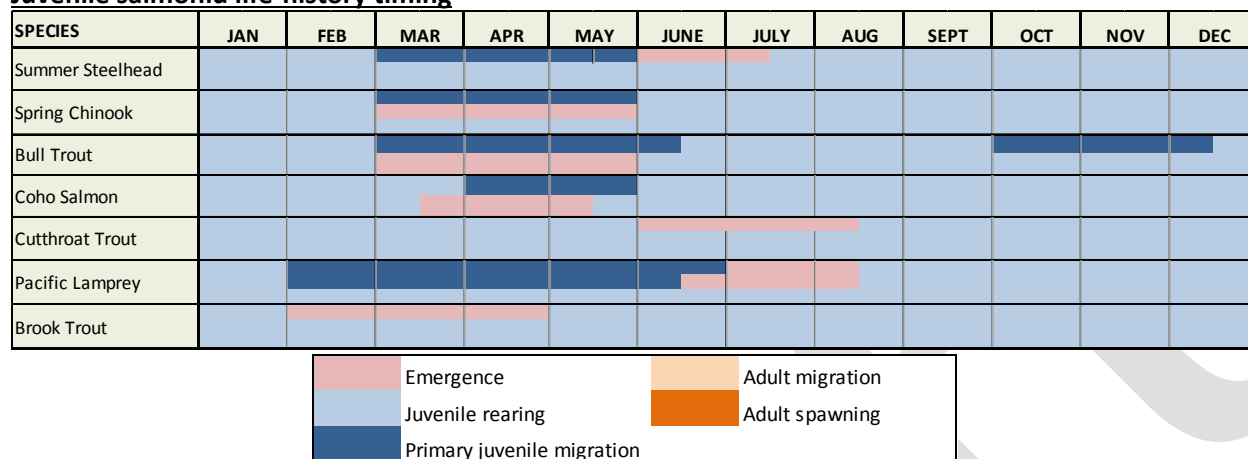 Juvenile salmonid life-history timing
SPECIES JAN FEB MAR APR MAY JUNE JULY AUG SEPT OCT NOV DEC
Summer Steelhead
Spring Chinook
Bull Trout
Coho Salmon
Cutthroat Trout
Pacific Lamprey
Brook Trout
Emergence Adult migration
Juvenile rearing Adult spawning
Primary juvenile migration